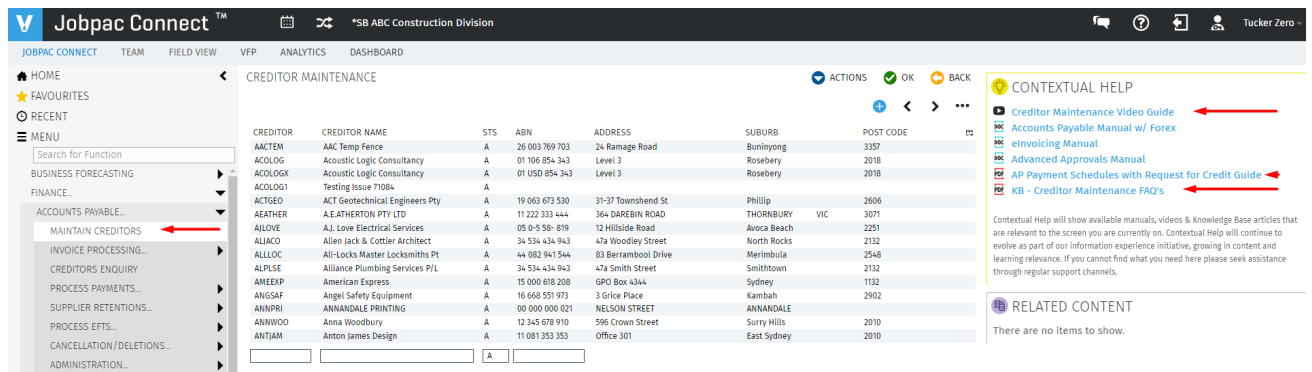 Jobpac Connect ™
*SB ABC Construction Division
Tucker Zero
JOBPAC CONNECT TEAM FIELD VIEW VFP ANALYTICS DASHBOARD
HOME
FAVOURITES
RECENT
MENU
Search for Function
BUSINESS FORECASTING
FINANCE...
ACCOUNTS PAYABLE...
MAINTAIN CREDITORS
INVOICE PROCESSING...
CREDITORS ENQUIRY
PROCESS PAYMENTS...
SUPPLIER RETENTIONS...
PROCESS EFTS...
CANCELLATION/DELETIONS...
ADMINISTRATION...
CREDITOR MAINTENANCE
ACTIONS OK BACK
CREDITOR CREDITOR NAME STS ABN ADDRESS SUBURB POST CODE
AACTEM AAC Temp Fence A 26 003 769 703 24 Ramage Road Buninyong 3357
ACOLOG Acoustic Logic Consultancy A 01 106 854 343 Level 3 Rosebery 2018
ACOLOGX Acoustic Logic Consultancy A 01 USD 854 343 Level 3 Rosebery 2018
ACOLOG1 Testing Issue 71084 A
ACTGEO ACT Geotechnical Engineers Pty A 19 063 673 530 31-37 Townshend St Phillip 2606
AEATHER A.E.ATHERTON PTY LTD A 11 222 333 444 364 DAREBIN ROAD THORNBURY VIC 3071
AJLOVE A.J. Love Electrical Services A 05 0-5 58- 819 12 Hillside Road Avoca Beach 2251
ALJACO Allen Jack & Cottier Architect A 34 534 434 943 47a Woodley Street North Rocks 2132
ALLLOC All-Locks Master Locksmiths Pt A 44 082 941 544 83 Berrambool Drive Merimbula 2548
ALPLSE Alliance Plumbing Services P/L A 34 534 434 943 47a Smith Street Smithtown 2132
AMEEXP American Express A 15 000 618 208 GPO Box 4344 Sydney 1132
ANGSAF Angel Safety Equipment A 16 668 551 973 3 Grice Place Kambah 2902
ANNPRI ANNANDALE PRINTING A 00 000 000 021 NELSON STREET ANNANDALE
ANNWOO Anna Woodbury A 12 345 678 910 596 Crown Street Surry Hills 2010
ANTJAM Anton James Design A 11 081 353 353 Office 301 East Sydney 2010
A
CONTEXTUAL HELP
Creditor Maintenance Video Guide
DOC Accounts Payable Manual w/ Forex
DOC eInvoicing Manual
DOC Advanced Approvals Manual
PDF AP Payment Schedules with Request for Credit Guide
PDF KB - Creditor Maintenance FAQ's
Contextual Help will show available manuals, videos & Knowledge Base articles that
are relevant to the screen you are currently on. Contextual Help will continue to
evolve as part of our information experience initiative, growing in content and
learning relevance. If you cannot find what you need here please seek assistance
through regular support channels.
RELATED CONTENT
There are no items to show.